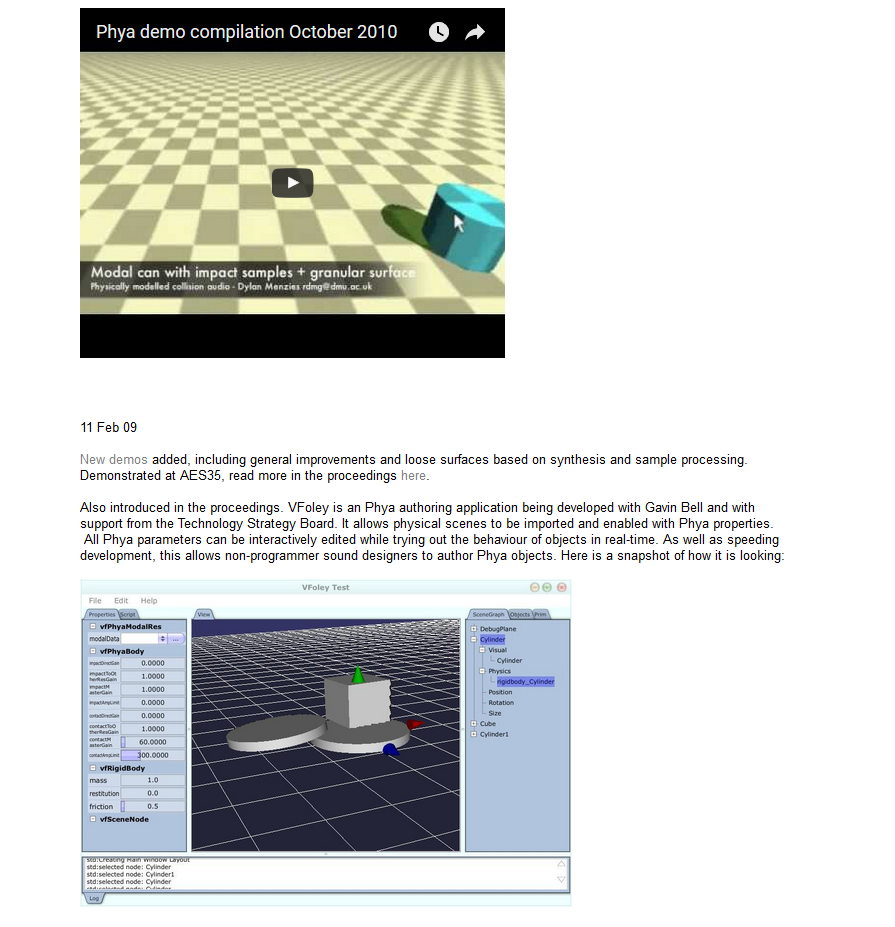 Phya demo compilation October 2010
Modal can with impact samples + granular surface
Physically modelled collision audio - Dylan Menzies rdmg@dmu.ac.uk
11 Feb 09
New demos added, including general improvements and loose surfaces based on synthesis and sample processing.
Demonstrated at AES35, read more in the proceedings here.
Also introduced in the proceedings. VFoley is an Phya authoring application being developed with Gavin Bell and with
support from the Technology Strategy Board. It allows physical scenes to be imported and enabled with Phya properties.
All Phya parameters can be interactively edited while trying out the behaviour of objects in real-time. As well as speeding
development, this allows non-programmer sound designers to author Phya objects. Here is a snapshot of how it is looking:
VFoley Test
File Edit Help
Properties Script
View
SceneGraph Objects Prim
vfPhyaModalRes
modalData ...
vfPhyaBody
impactDirectGain 0.0000
impactToOt
herResGain 1.0000
impactM
asterGain 1.0000
impactAmpLimit 0.0000
contactDirectGain 0.0000
contactToO
therResGain 1.0000
contactM
asterGain 60.0000
contactAmpLimit 300.0000
vfRigidBody
mass 1.0
restitution 0.0
friction 0.5
vfSceneNode
DebugPlane
Cylinder
Visual
Cylinder
Physics
rigidbody_Cylinder
Position
Rotation
Size
Cube
Cylinder1
std:Creating Main Window Layout
std:selected node: Cylinder
std:selected node: Cylinder1
std:selected node: Cylinder
std:selected node: Cylinder
Log